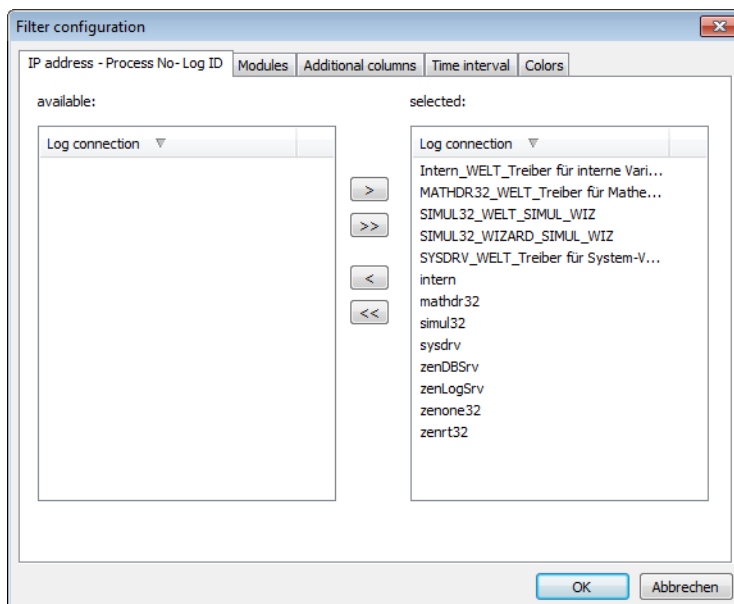 Filter configuration
IP address - Process No- Log ID Modules Additional columns Time interval Colors
available: selected:
Log connection Log connection
Intern_WELT_Treiber für interne Vari...
MATHDR32_WELT_Treiber für Mathe...
SIMUL32_WELT_SIMUL_WIZ
SIMUL32_WIZARD_SIMUL_WIZ
SYSDRV_WELT_Treiber für System-V...
intern
mathdr32
simul32
sysdrv
zenDBSrv
zenLogSrv
zenone32
zenrt32
>
>>
<
<<
OK Abbrechen